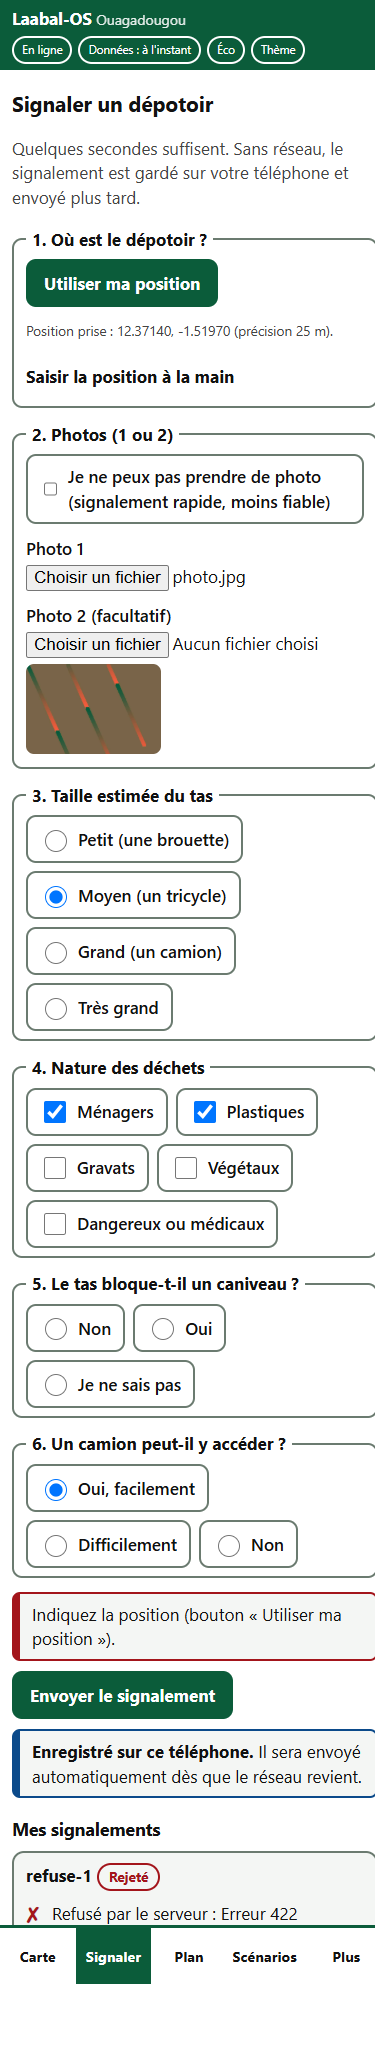 Laabal-OS Ouagadougou
En ligne Données : à l'instant Éco Thème
Signaler un dépotoir
Quelques secondes suffisent. Sans réseau, le
signalement est gardé sur votre téléphone et
envoyé plus tard.
1. Où est le dépotoir ?
Utiliser ma position
Position prise : 12.37140, -1.51970 (précision 25 m).
Saisir la position à la main
2. Photos (1 ou 2)
Je ne peux pas prendre de photo
(signalement rapide, moins fiable)
Photo 1
Choisir un fichier photo.jpg
Photo 2 (facultatif)
Choisir un fichier Aucun fichier choisi
3. Taille estimée du tas
Petit (une brouette)
Moyen (un tricycle)
Grand (un camion)
Très grand
4. Nature des déchets
Ménagers Plastiques
Gravats Végétaux
Dangereux ou médicaux
5. Le tas bloque-t-il un caniveau ?
Non Oui
Je ne sais pas
6. Un camion peut-il y accéder ?
Oui, facilement
Difficilement Non
Indiquez la position (bouton « Utiliser ma
position »).
Envoyer le signalement
Enregistré sur ce téléphone. Il sera envoyé
automatiquement dès que le réseau revient.
Mes signalements
refuse-1 Rejeté
✗ Refusé par le serveur : Erreur 422
Carte Signaler Plan Scénarios Plus